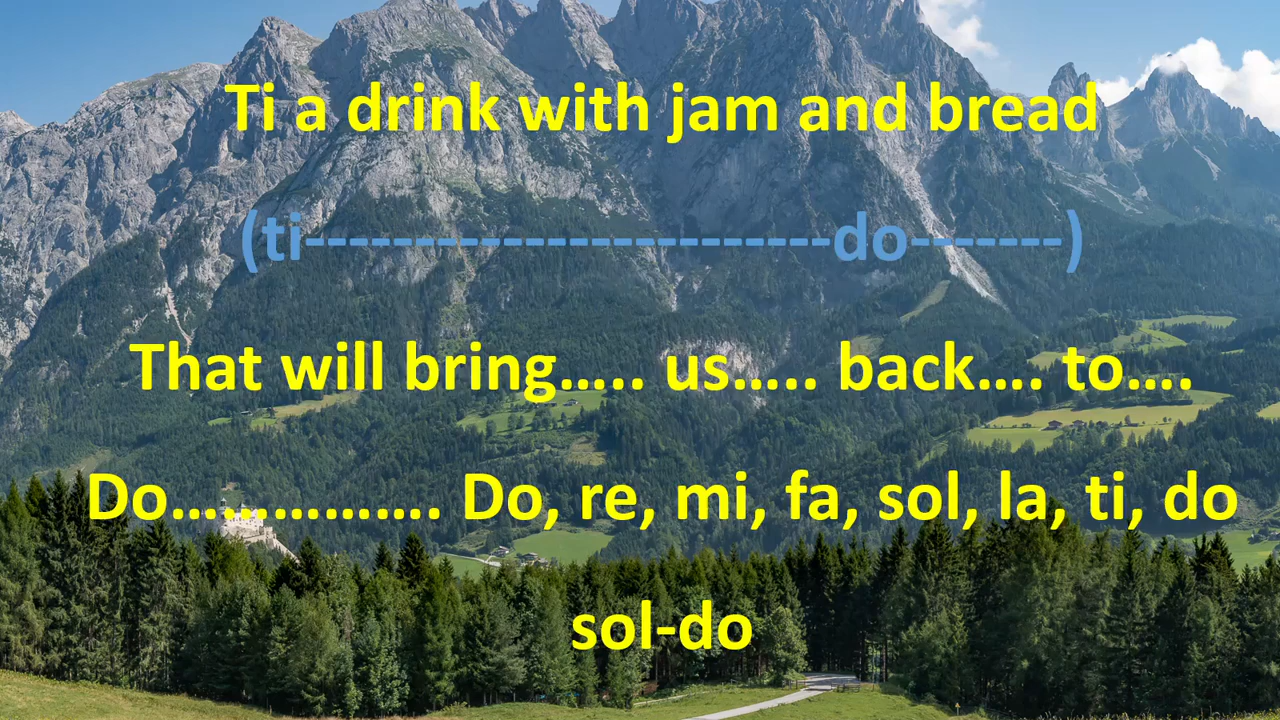 Ti a drink with jam and bread
(ti------------------------do-------)
That will bring….. us….. back…. to….
Do……………. Do, re, mi, fa, sol, la, ti, do
sol-do